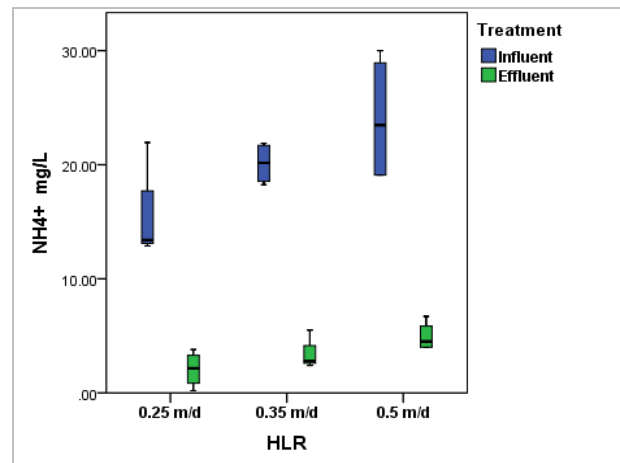 Treatment
Influent
Effluent
30.00
20.00
10.00
.00
NH4+ mg/L
0.25 m/d
0.35 m/d
0.5 m/d
HLR